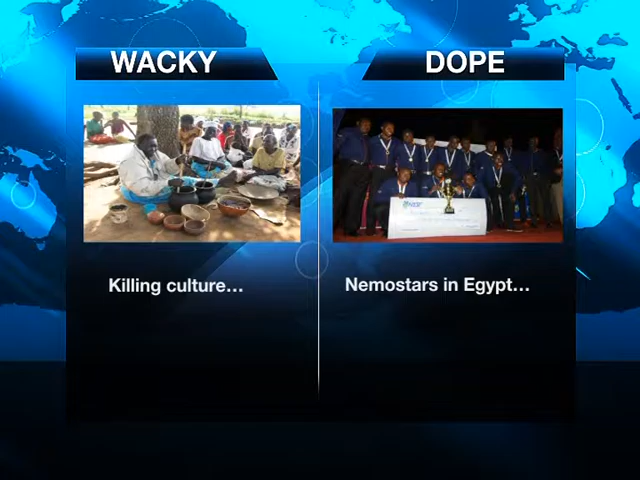 WACKY
DOPE
Killing culture…
Nemostars in Egypt…